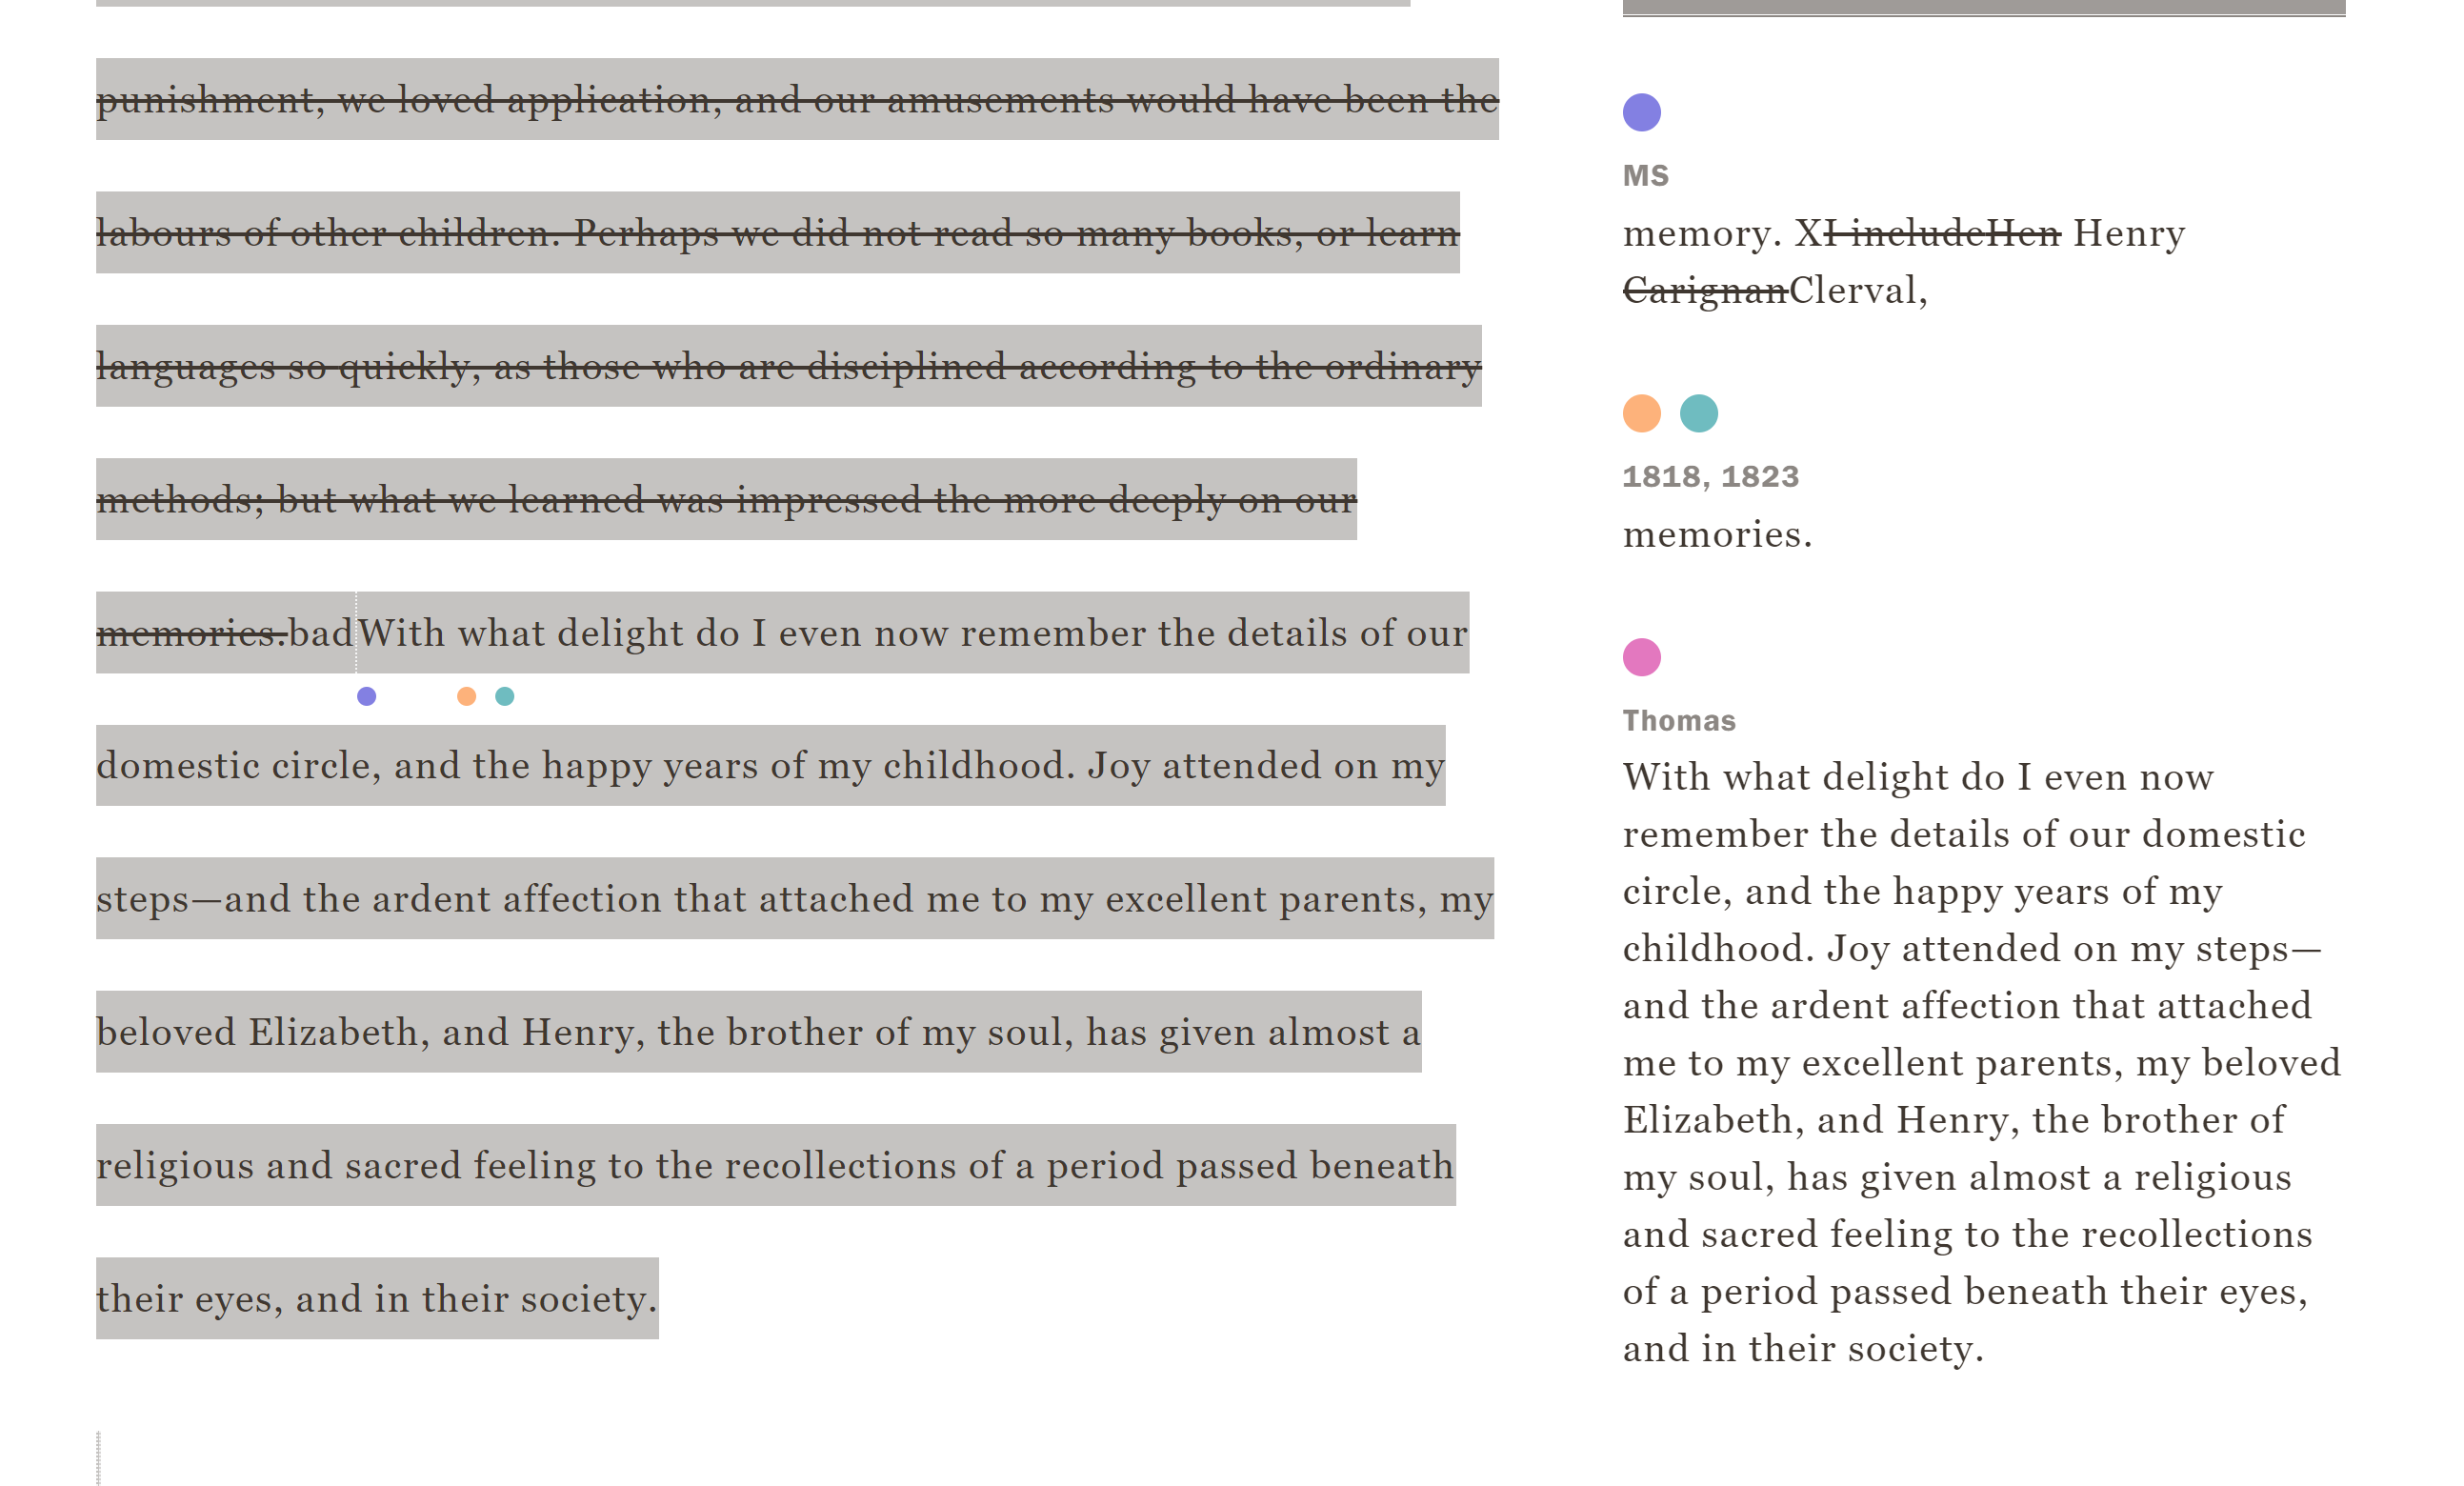 punishment, we loved application, and our amusements would have been the
labours of other children. Perhaps we did not read so many books, or learn
languages so quickly, as those who are disciplined according to the ordinary
methods; but what we learned was impressed the more deeply on our
memories.badWith what delight do I even now remember the details of our
domestic circle, and the happy years of my childhood. Joy attended on my
steps—and the ardent affection that attached me to my excellent parents, my
beloved Elizabeth, and Henry, the brother of my soul, has given almost a
religious and sacred feeling to the recollections of a period passed beneath
their eyes, and in their society.
MS
memory. XI includeHen Henry
CarignanClerval,
1818, 1823
memories.
Thomas
With what delight do I even now
remember the details of our domestic
circle, and the happy years of my
childhood. Joy attended on my steps—
and the ardent affection that attached
me to my excellent parents, my beloved
Elizabeth, and Henry, the brother of
my soul, has given almost a religious
and sacred feeling to the recollections
of a period passed beneath their eyes,
and in their society.